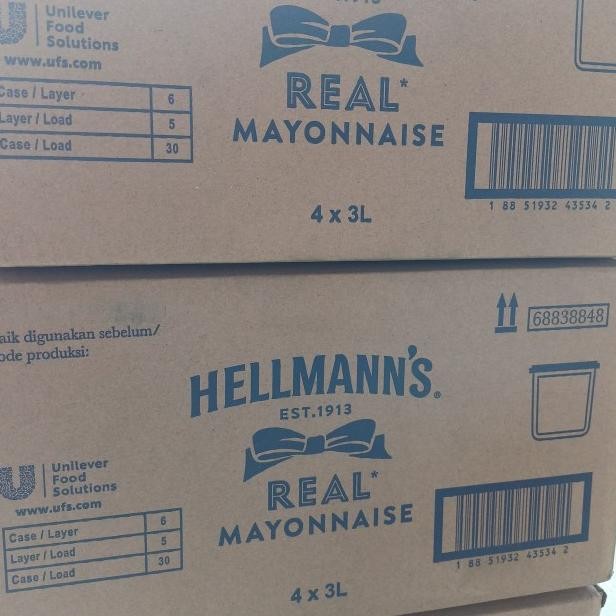 Unilever
Food
Solutions
www.ufs.com
Case / Layer 6
Layer / Load 5
Case / Load 30
REAL*
MAYONNAISE
4 x 3L
1 88 51932 43534 2
aik digunakan sebelum/
ode produksi:
68838848
HELLMANN'S®
EST.1913
REAL*
MAYONNAISE
4 x 3L
Unilever
Food
Solutions
www.ufs.com
Case / Layer 6
Layer / Load 5
Case / Load 30
1 88 51932 43534 2